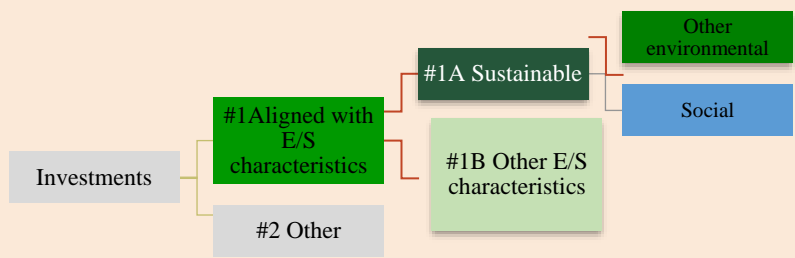 Other
environmental
#1A Sustainable
#1Aligned with
E/S
characteristics
Social
#1B Other E/S
characteristics
Investments
#2 Other